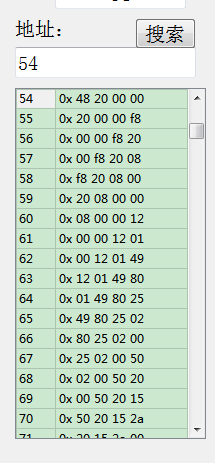 地址：
搜索
54
54 0x 48 20 00 00
55 0x 20 00 00 f8
56 0x 00 00 f8 20
57 0x 00 f8 20 08
58 0x f8 20 08 00
59 0x 20 08 00 00
60 0x 08 00 00 12
61 0x 00 00 12 01
62 0x 00 12 01 49
63 0x 12 01 49 80
64 0x 01 49 80 25
65 0x 49 80 25 02
66 0x 80 25 02 00
67 0x 25 02 00 50
68 0x 02 00 50 20
69 0x 00 50 20 15
70 0x 50 20 15 2a
71 0x 20 15 2a 00